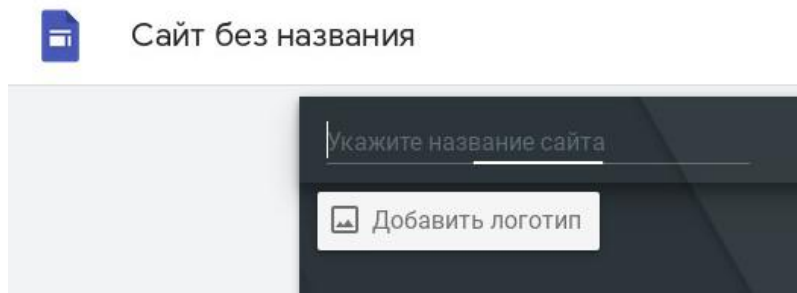 Сайт без названия
Укажите название сайта
Добавить логотип